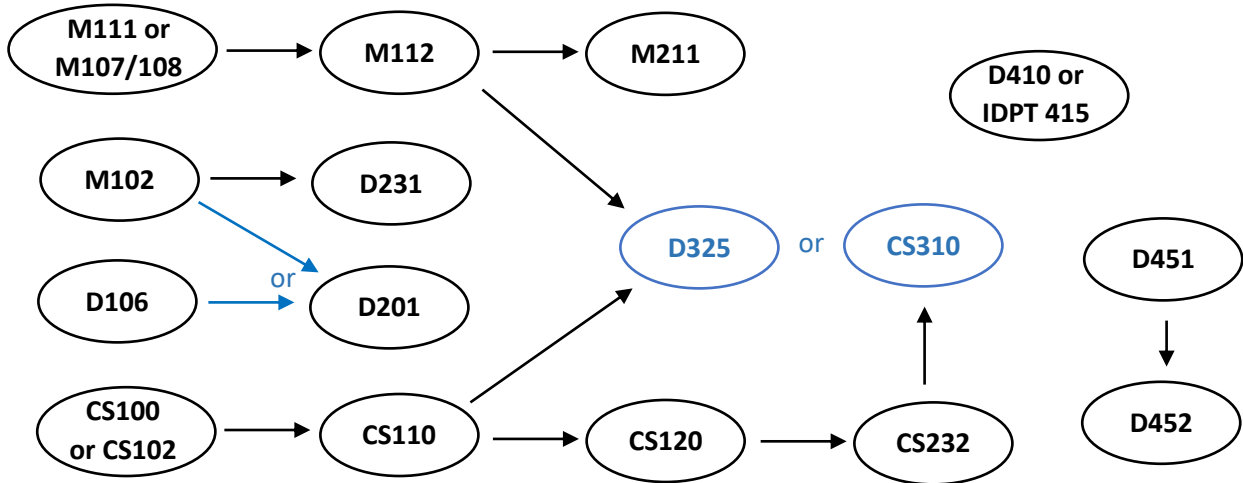 M111 or
M107/108
M112
M211
D410 or
IDPT 415
M102
D231
D325
or
CS310
D451
or
D106
D201
CS100
or CS102
CS110
CS120
CS232
D452